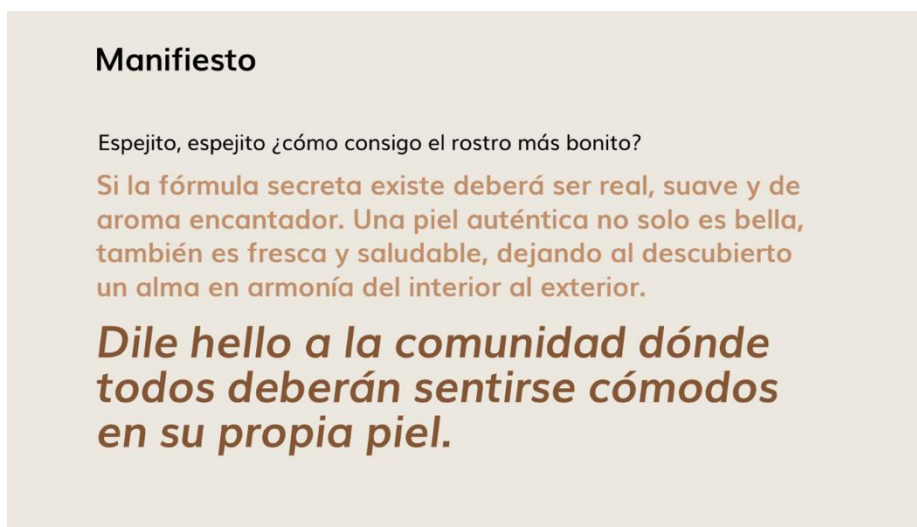 Manifiesto
Espejito, espejito ¿cómo consigo el rostro más bonito?
Si la fórmula secreta existe deberá ser real, suave y de
aroma encantador. Una piel auténtica no solo es bella,
también es fresca y saludable, dejando al descubierto
un alma en armonía del interior al exterior.
Dile hello a la comunidad dónde
todos deberán sentirse cómodos
en su propia piel.